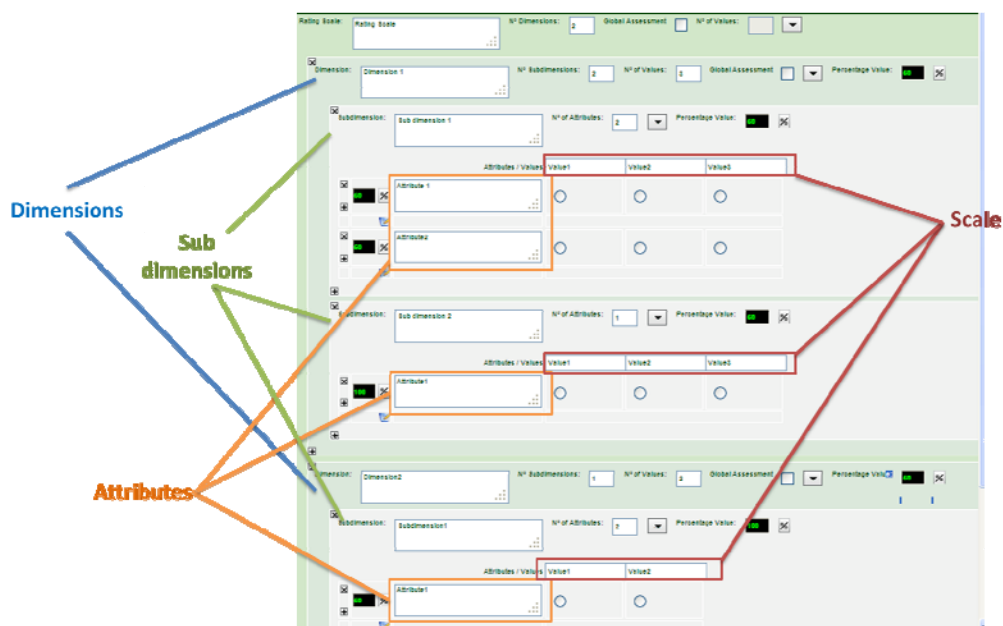 Rating Scale: Rating Scale Nº Dimensions: 2 Global Assessment Nº of Values:
Dimension: Dimension 1 Nº Subdimensions: 2 Nº of Values: 3 Global Assessment Percentage Value: %
Subdimension: Sub dimension 1 Nº of Attributes: 2 Percentage Value: %
Attributes / Values Value1 Value2 Value3
% Attribute 1
Dimensions
Sub dimensions
% Attribute2
Scale
Subdimension: Sub dimension 2 Nº of Attributes: 1 Percentage Value: %
Attributes / Values Value1 Value2 Value3
100 % Attribute1
Dimension: Dimension2 Nº Subdimensions: 1 Nº of Values: Global Assessment Percentage %
Attributes
Subdimension: Subdimension1 Nº of Attributes: 2 Percentage Value: 100 %
Attributes / Values Value1 Value2
% Attribute1